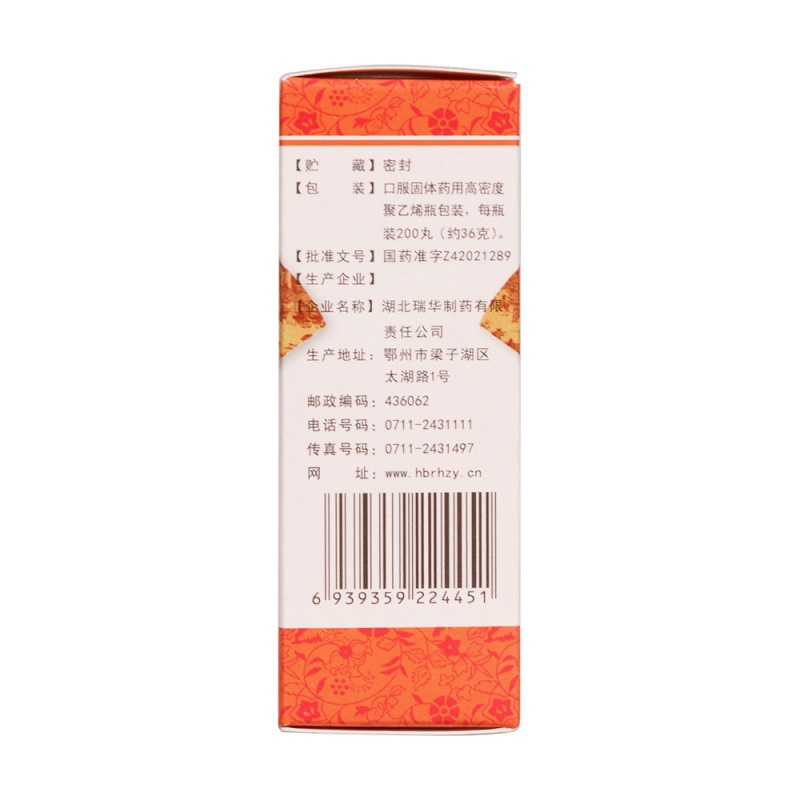 【贮 藏】密封
【包 装】口服固体药用高密度
聚乙烯瓶包装，每瓶
装200丸（约36克）。
【批准文号】国药准字Z42021289
【生产企业】
【企业名称】湖北瑞华制药有限
责任公司
生产地址：鄂州市梁子湖区
太湖路1号
邮政编码：436062
电话号码：0711-2431111
传真号码：0711-2431497
网 址：www.hbrhzy.cn
6 939359 224451